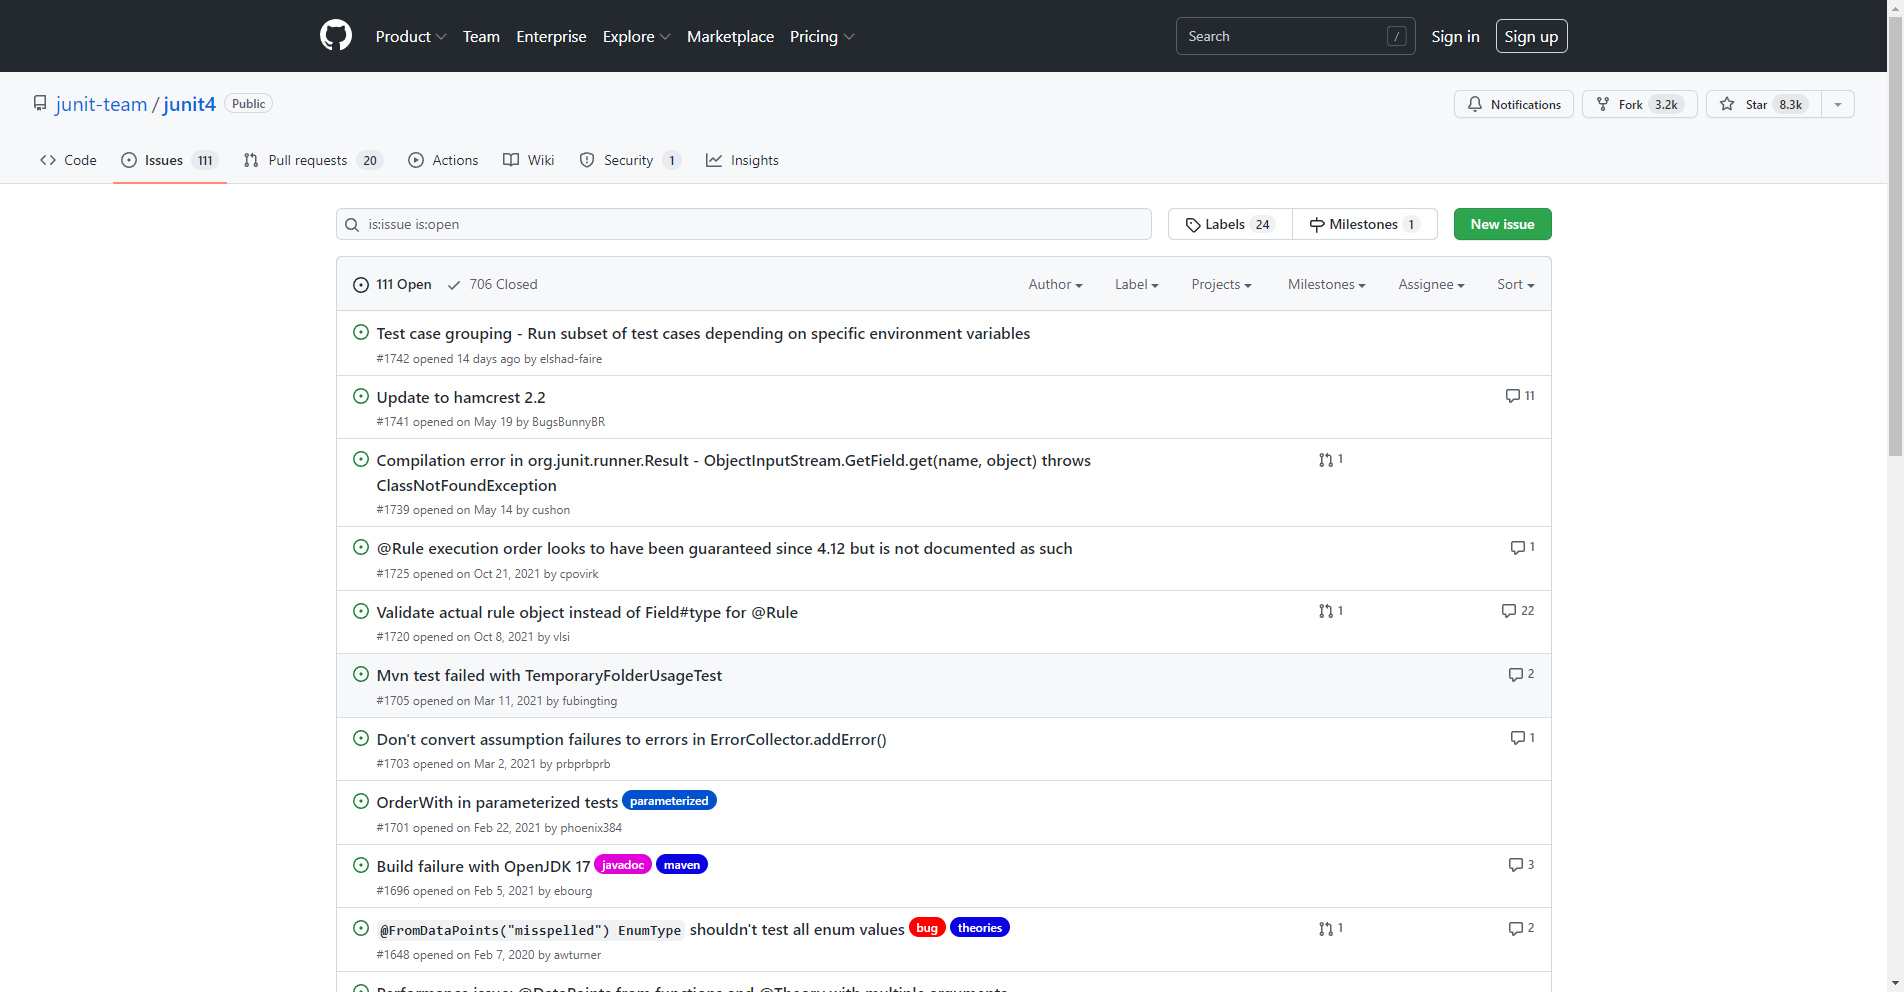 Product Team Enterprise Explore Marketplace Pricing Search / Sign in Sign up
junit-team / junit4 Public Notifications Fork 3.2k Star 8.3k
Code Issues 111 Pull requests 20 Actions Wiki Security 1 Insights
is:issue is:open Labels 24 Milestones 1 New issue
111 Open 706 Closed Author Label Projects Milestones Assignee Sort
Test case grouping - Run subset of test cases depending on specific environment variables
#1742 opened 14 days ago by elshad-faire
Update to hamcrest 2.2 11
#1741 opened on May 19 by BugsBunnyBR
Compilation error in org.junit.runner.Result - ObjectInputStream.GetField.get(name, object) throws 1
ClassNotFoundException
#1739 opened on May 14 by cushon
@Rule execution order looks to have been guaranteed since 4.12 but is not documented as such 1
#1725 opened on Oct 21, 2021 by cpovirk
Validate actual rule object instead of Field#type for @Rule 1 22
#1720 opened on Oct 8, 2021 by vlsi
Mvn test failed with TemporaryFolderUsageTest 2
#1705 opened on Mar 11, 2021 by fubingting
Don't convert assumption failures to errors in ErrorCollector.addError() 1
#1703 opened on Mar 2, 2021 by prbprbprb
OrderWith in parameterized tests parameterized
#1701 opened on Feb 22, 2021 by phoenix384
Build failure with OpenJDK 17 javadoc maven 3
#1696 opened on Feb 5, 2021 by ebourg
@FromDataPoints("misspelled") EnumType shouldn't test all enum values bug theories 1 2
#1648 opened on Feb 7, 2020 by awturner
Performance issue: @DataPoints from functions and @Theory with multiple arguments